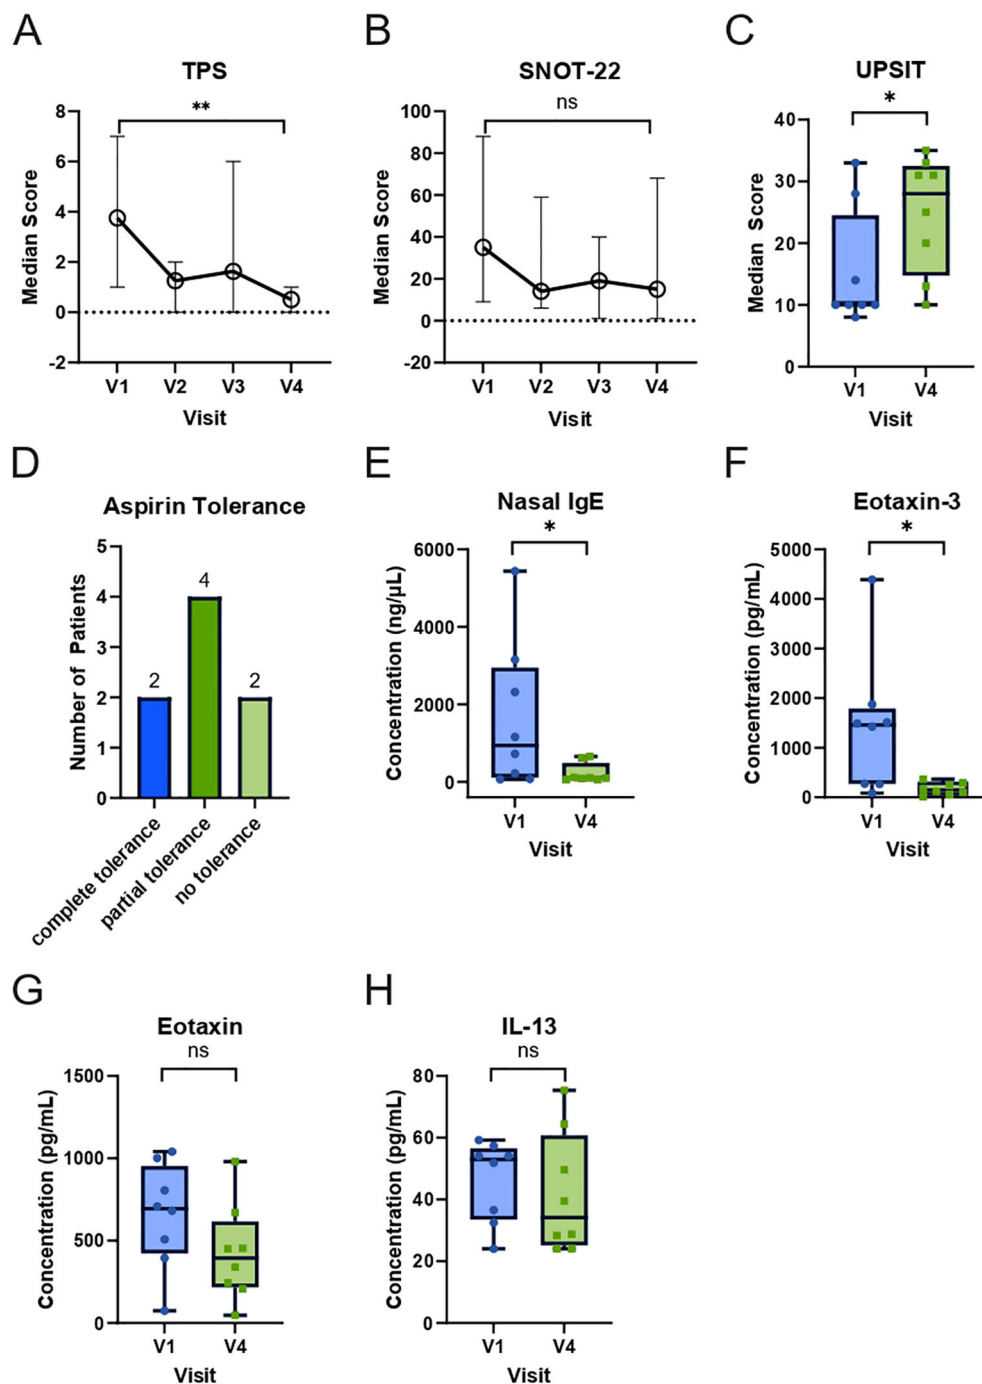 A
TPS
**
Median Score
8
6
4
2
0
-2
V1 V2 V3 V4
Visit
B
SNOT-22
ns
Median Score
100
80
60
40
20
0
-20
V1 V2 V3 V4
Visit
C
UPSIT
*
Median Score
40
30
20
10
0
V1 V4
Visit
D
Aspirin Tolerance
Number of Patients
5
4
3
2
1
0
2 4 2
complete tolerance
partial tolerance
no tolerance
E
Nasal IgE
*
Concentration (ng/µL)
6000
4000
2000
0
V1 V4
Visit
F
Eotaxin-3
*
Concentration (pg/mL)
5000
4000
3000
2000
1000
0
V1 V4
Visit
G
Eotaxin
ns
Concentration (pg/mL)
1500
1000
500
0
V1 V4
Visit
H
IL-13
ns
Concentration (pg/mL)
80
60
40
20
0
V1 V4
Visit